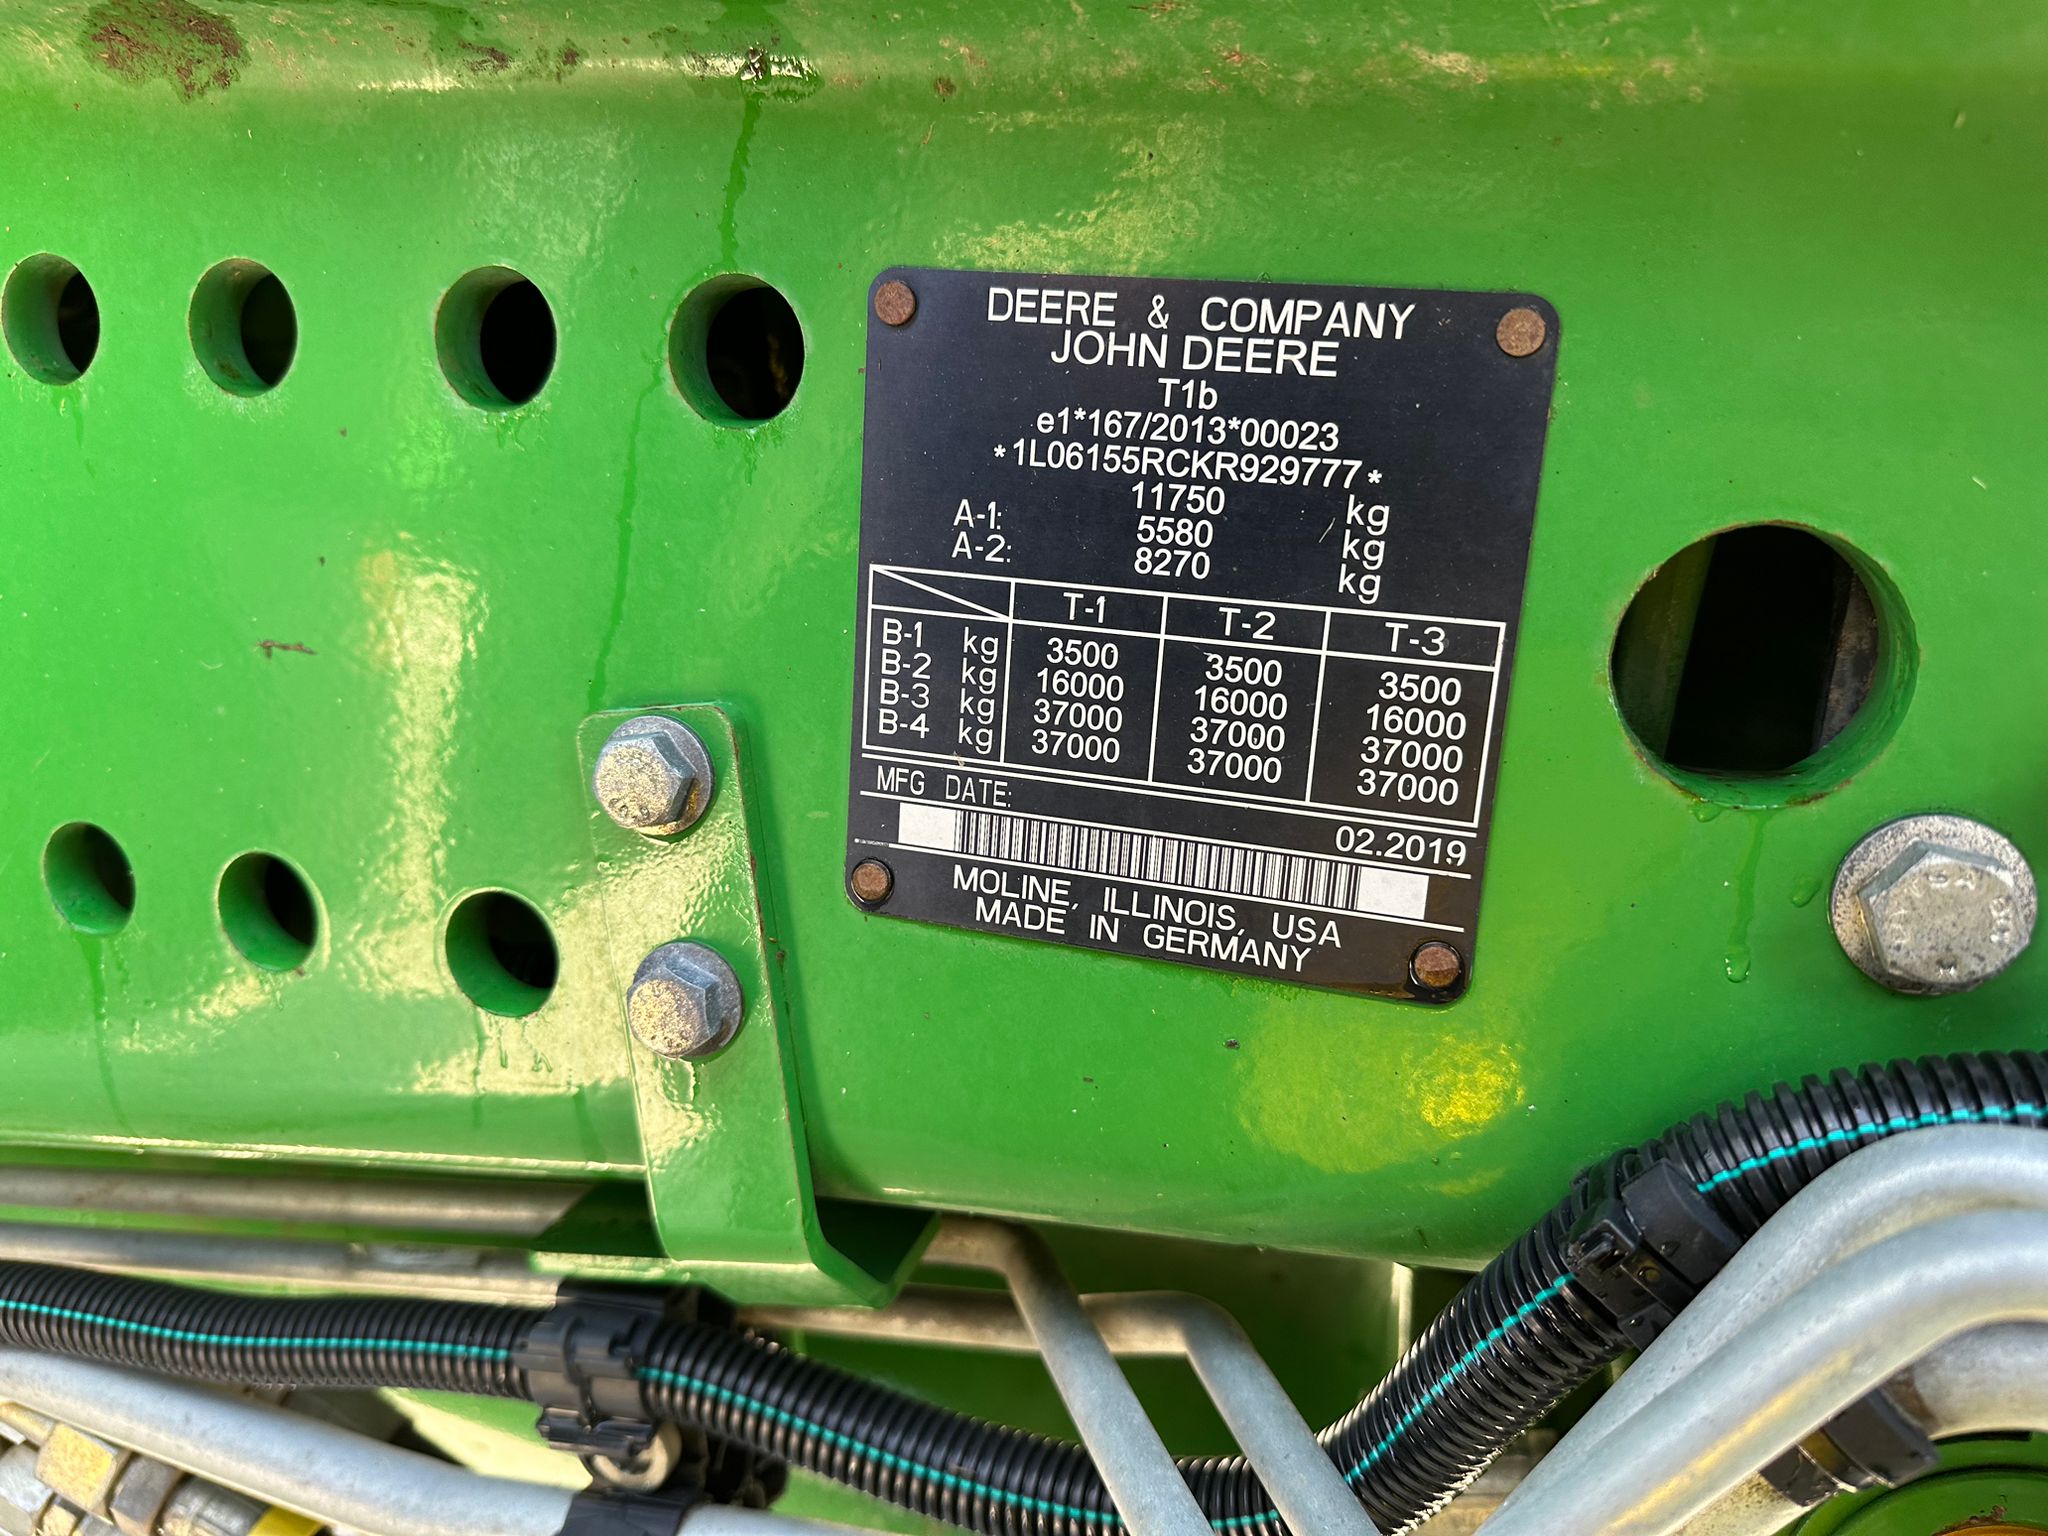 DEERE & COMPANY
JOHN DEERE
T1b
e1*167/2013*00023
*1L06155RCKR929777*
11750 kg
A-1: 5580 kg
A-2: 8270 kg
T-1 T-2 T-3
B-1 kg 3500 3500 3500
B-2 kg 16000 16000 16000
B-3 kg 37000 37000 37000
B-4 kg 37000 37000 37000
MFG DATE:
02.2019
MOLINE, ILLINOIS, USA
MADE IN GERMANY